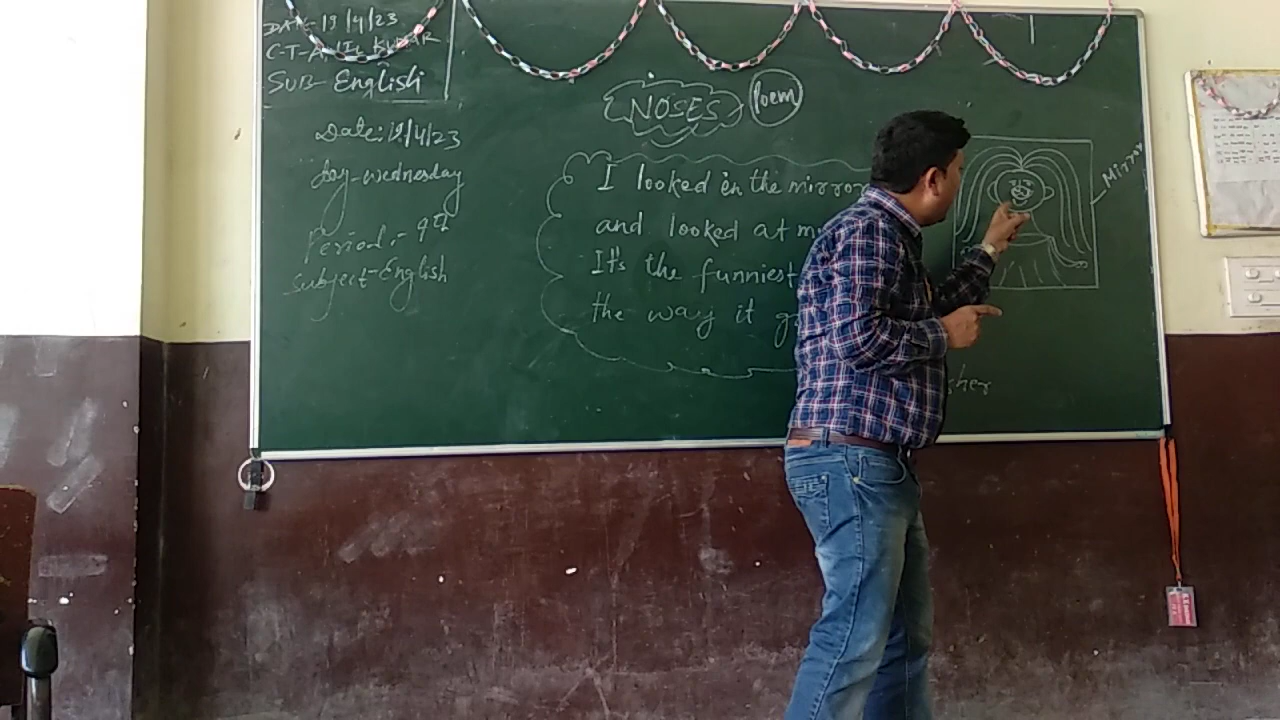 DATE- 19/4/23
C-T-A
SUB- English
Date: 19/4/23
day-wednesday
Period:- 9th
Subject-English
NOSES
Poem
I looked in the mirror
and looked at m
It's the funniest
the way it g
her
Mirror